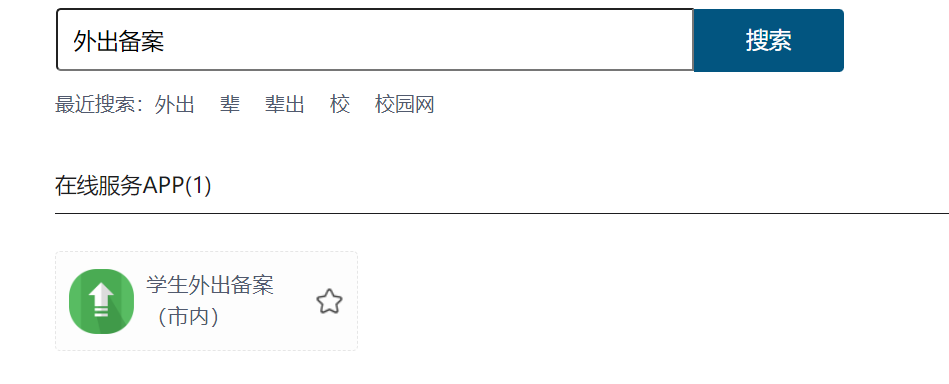 外出备案 搜索
最近搜索：外出 辈 辈出 校 校园网
在线服务APP(1)
学生外出备案
（市内）